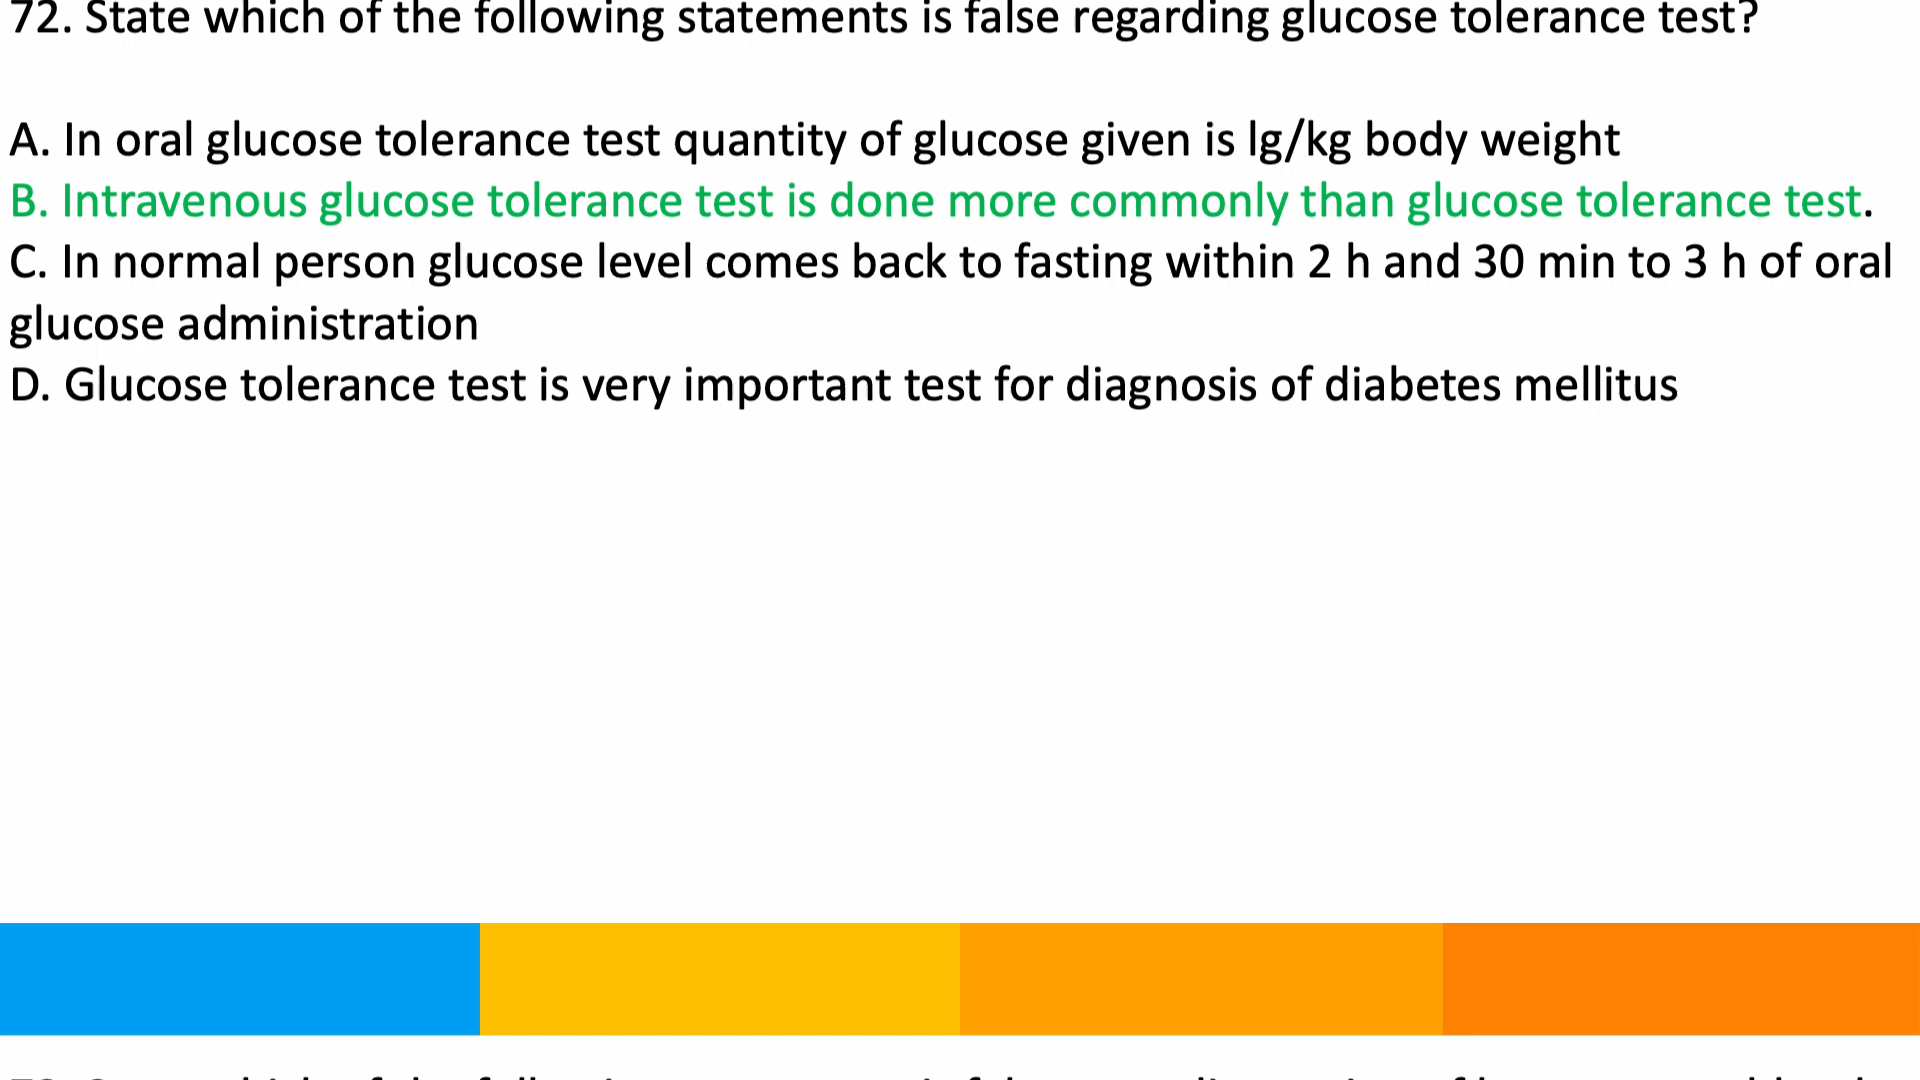 72. State which of the following statements is false regarding glucose tolerance test?
A. In oral glucose tolerance test quantity of glucose given is lg/kg body weight
B. Intravenous glucose tolerance test is done more commonly than glucose tolerance test.
C. In normal person glucose level comes back to fasting within 2 h and 30 min to 3 h of oral
glucose administration
D. Glucose tolerance test is very important test for diagnosis of diabetes mellitus